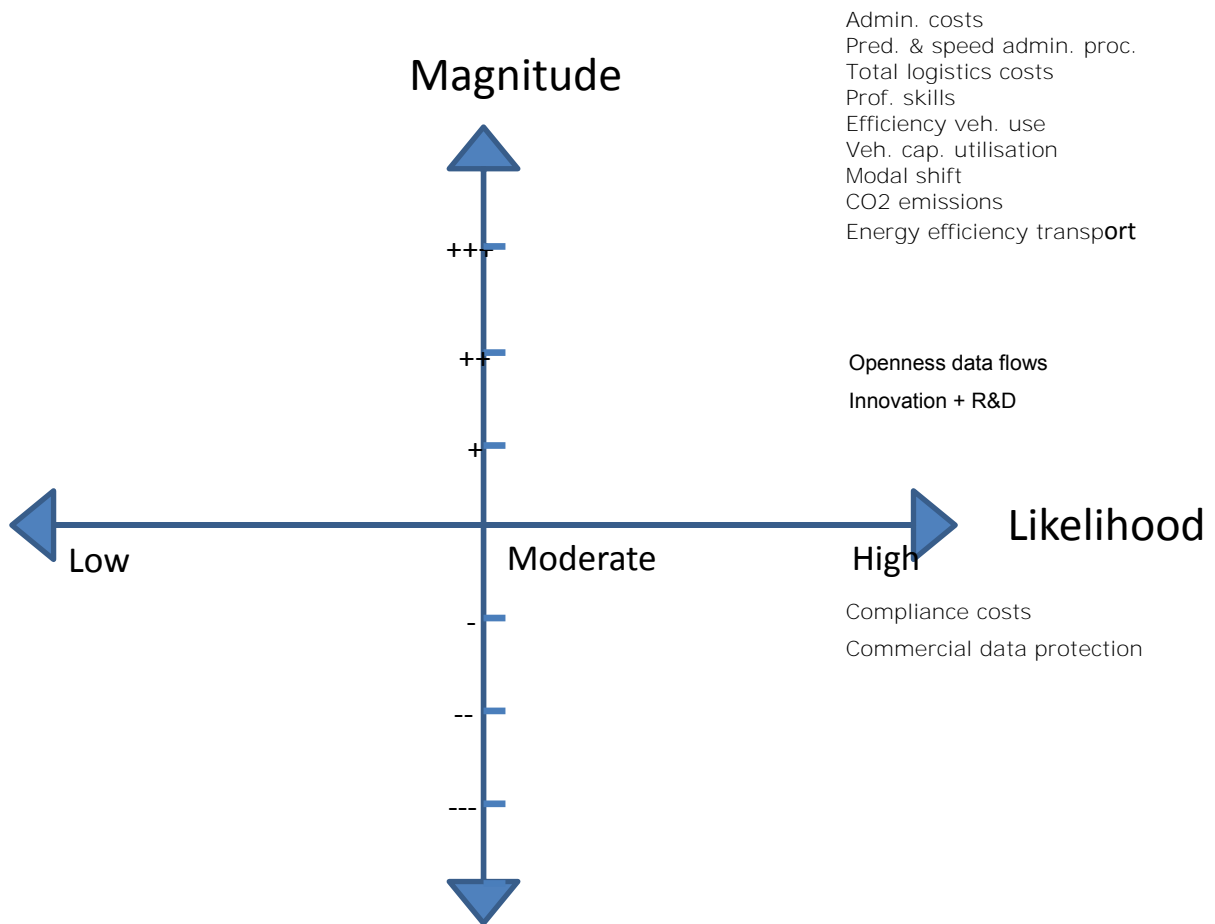 Admin. costs
Pred. & speed admin. proc.
Total logistics costs
Prof. skills
Efficiency veh. use
Veh. cap. utilisation
Modal shift
CO2 emissions
Energy efficiency transport
Magnitude
+++
++
Openness data flows
Innovation + R&D
+
Likelihood
Low
Moderate
High
Compliance costs
-
Commercial data protection
--
---